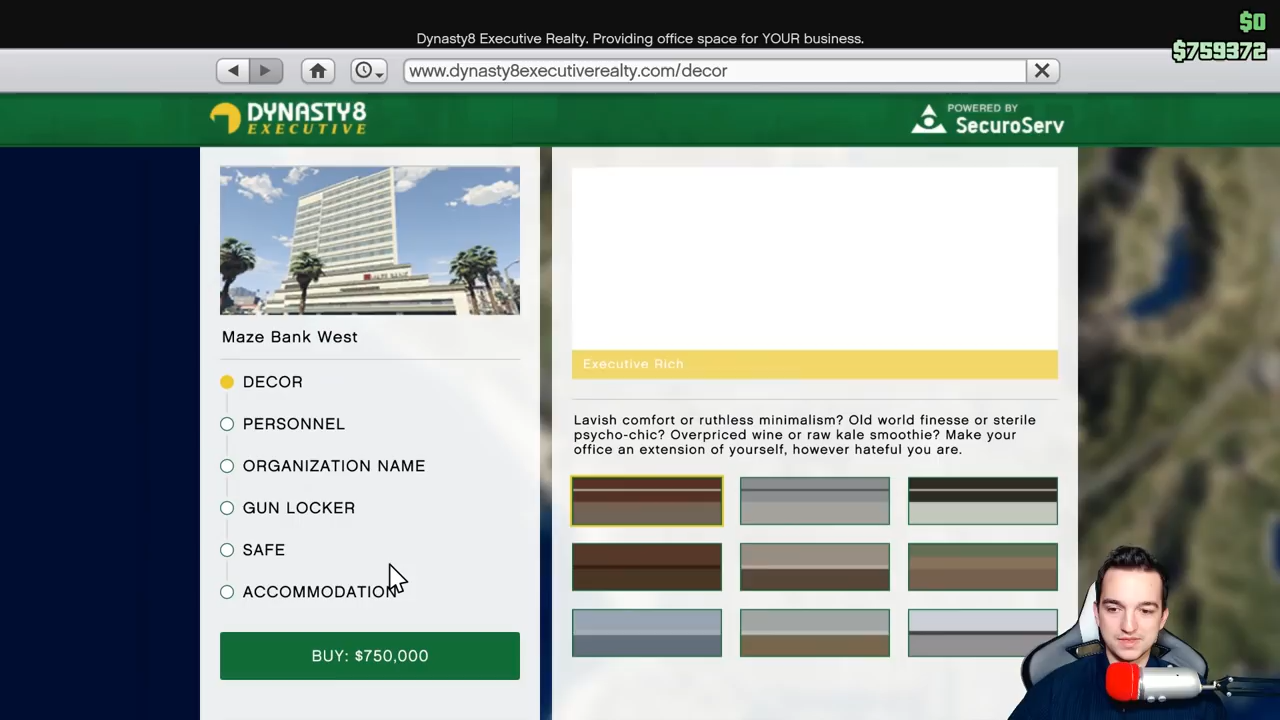 $0
Dynasty8 Executive Realty. Providing office space for YOUR business.
$759372
www.dynasty8executiverealty.com/decor
DYNASTY8
EXECUTIVE
POWERED BY
SecuroServ
Maze Bank West
DECOR
PERSONNEL
ORGANIZATION NAME
GUN LOCKER
SAFE
ACCOMMODATION
BUY: $750,000
Executive Rich
Lavish comfort or ruthless minimalism? Old world finesse or sterile
psycho-chic? Overpriced wine or raw kale smoothie? Make your
office an extension of yourself, however hateful you are.